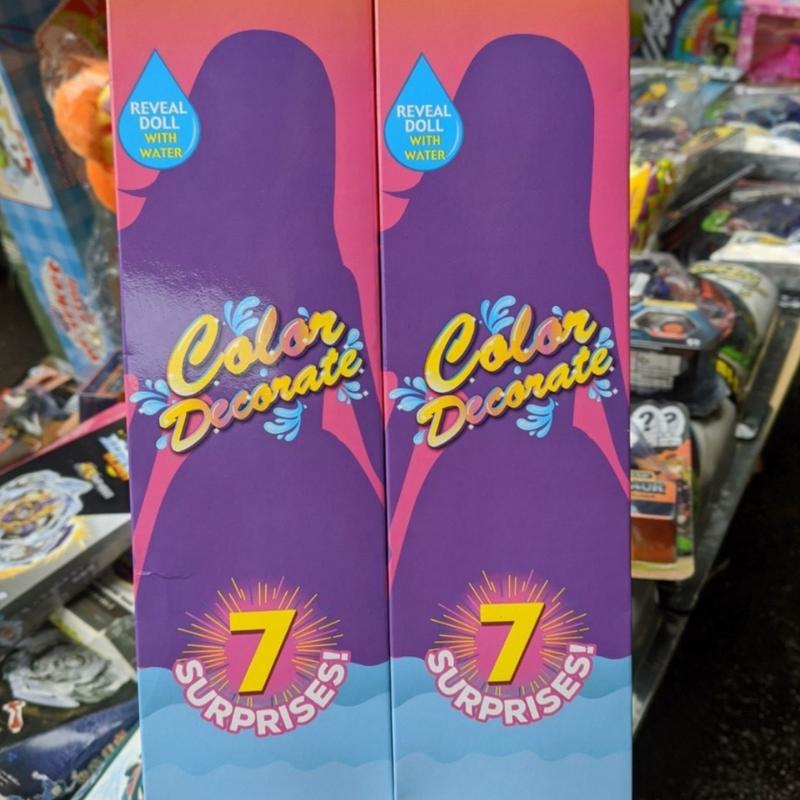 REVEAL
DOLL
WITH
WATER
Color
Decorate
7
SURPRISES!
REVEAL
DOLL
WITH
WATER
Color
Decorate
7
SURPRISES!
??